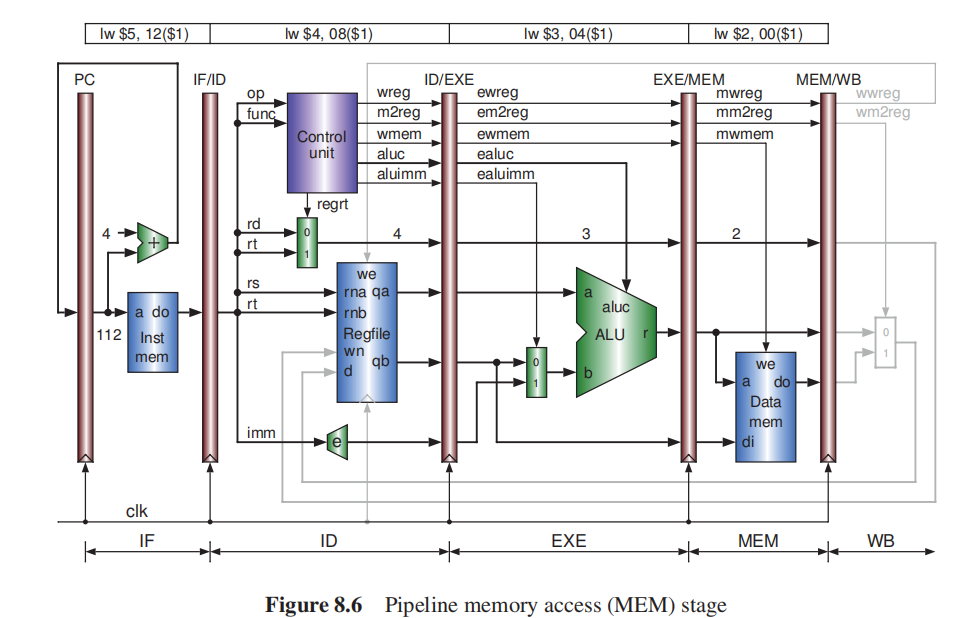 lw $5, 12($1) lw $4, 08($1) lw $3, 04($1) lw $2, 00($1)
PC IF/ID ID/EXE EXE/MEM MEM/WB
op wreg ewreg mwreg wwreg
func m2reg em2reg mm2reg wm2reg
Control
unit
wmem ewmem mwmem
aluc ealuc
aluimm ealuimm
regrt
4 +
rd 0 4 3 2
rt 1
we
rs rna qa a
aluc
112 a do rt rnb
Inst
mem
Regfile ALU r 0
wn 1
d qb 0 b
1
we
a do
Data
mem
imm e di
clk
IF ID EXE MEM WB
Figure 8.6 Pipeline memory access (MEM) stage